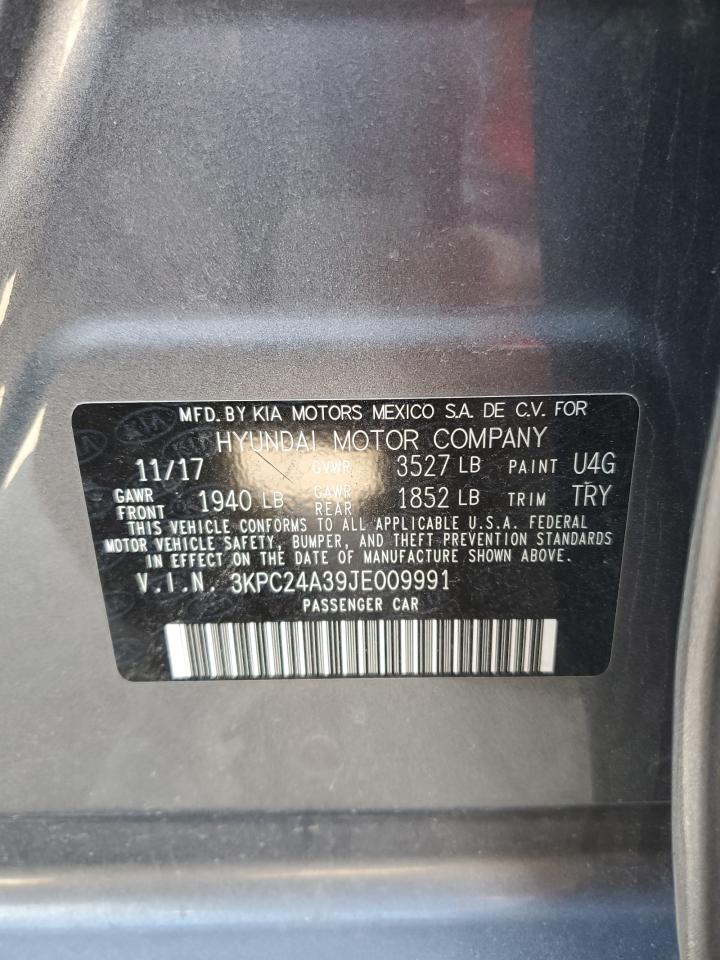 MFD. BY KIA MOTORS MEXICO S.A. DE C.V. FOR
HYUNDAI MOTOR COMPANY
11/17 GVWR 3527 LB PAINT U4G
GAWR FRONT 1940 LB GAWR REAR 1852 LB TRIM TRY
THIS VEHICLE CONFORMS TO ALL APPLICABLE U.S.A. FEDERAL
MOTOR VEHICLE SAFETY, BUMPER, AND THEFT PREVENTION STANDARDS
IN EFFECT ON THE DATE OF MANUFACTURE SHOWN ABOVE.
V.I.N. 3KPC24A39JE009991
PASSENGER CAR